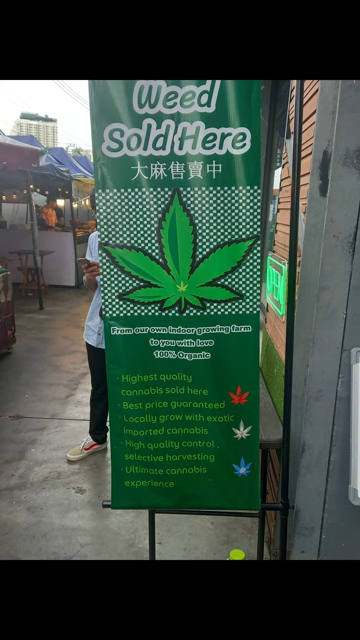 Weed
Sold Here
大麻售賣中
From our own indoor growing farm
to you with love
100% Organic
· Highest quality
cannabis sold here
· Best price guaranteed
· Locally grow with exotic
imported cannabis
· High quality control,
selective harvesting
· Ultimate cannabis
experience
OPEN